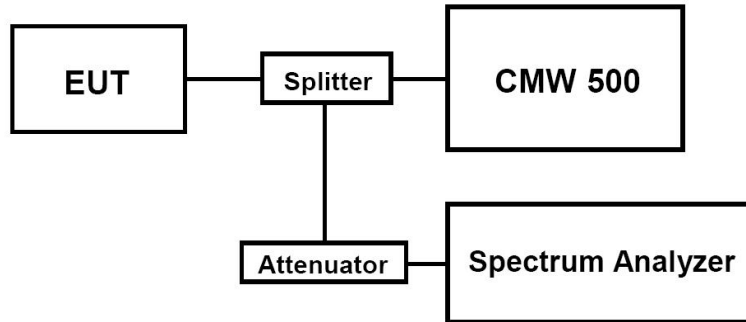 EUT
Splitter
CMW 500
Attenuator
Spectrum Analyzer